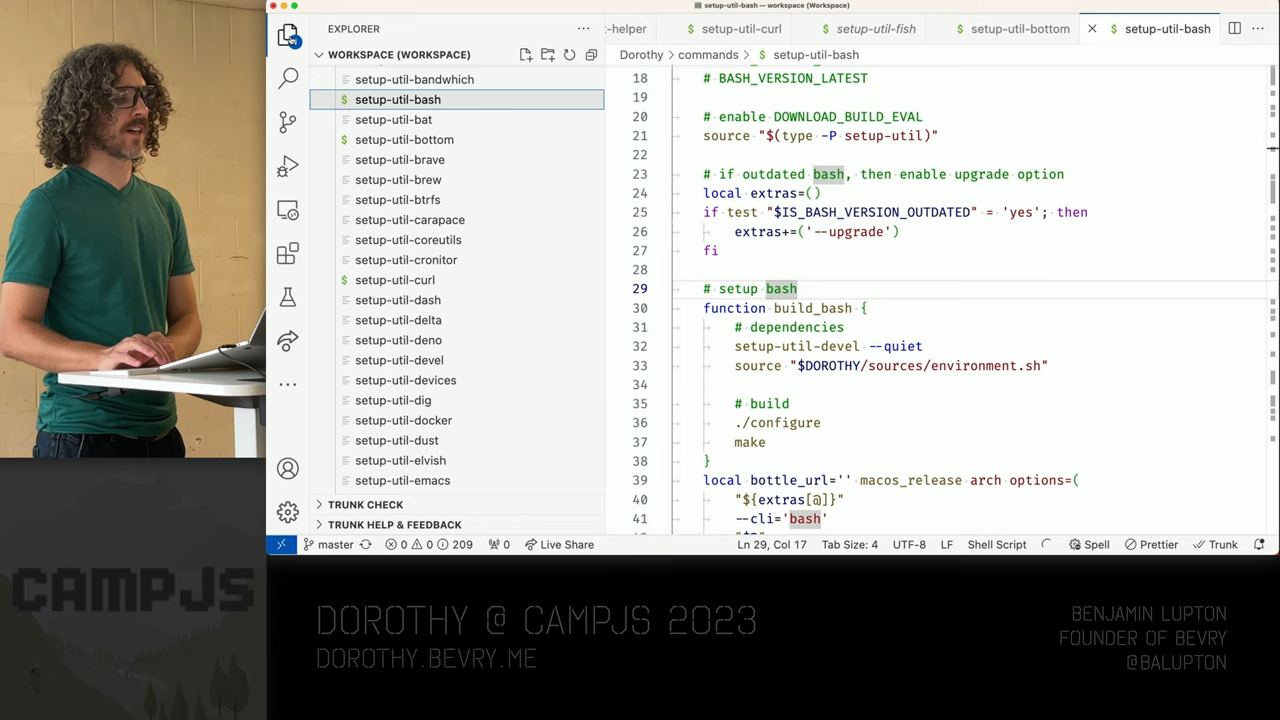 setup-util-bash — workspace (Workspace)
EXPLORER
-helper
setup-util-curl
setup-util-fish
setup-util-bottom
setup-util-bash
WORKSPACE (WORKSPACE)
Dorothy > commands > $ setup-util-bash
setup-util-bandwhich
$ setup-util-bash
setup-util-bat
$ setup-util-bottom
setup-util-brave
setup-util-brew
setup-util-btrfs
setup-util-carapace
setup-util-coreutils
setup-util-cronitor
$ setup-util-curl
setup-util-dash
setup-util-delta
setup-util-deno
setup-util-devel
setup-util-devices
setup-util-dig
setup-util-docker
setup-util-dust
setup-util-elvish
setup-util-emacs
TRUNK CHECK
TRUNK HELP & FEEDBACK
18 # BASH_VERSION_LATEST
19
20 # enable DOWNLOAD_BUILD_EVAL
21 source "$(type -P setup-util)"
22
23 # if outdated bash, then enable upgrade option
24 local extras=()
25 if test "$IS_BASH_VERSION_OUTDATED" = 'yes'; then
26 extras+=('--upgrade')
27 fi
28
29 # setup bash
30 function build_bash {
31 # dependencies
32 setup-util-devel --quiet
33 source "$DOROTHY/sources/environment.sh"
34
35 # build
36 ./configure
37 make
38 }
39 local bottle_url='' macos_release arch options=(
40 "${extras[@]}"
41 --cli='bash'
master 0 0 209 0 Live Share Ln 29, Col 17 Tab Size: 4 UTF-8 LF Shell Script Spell Prettier Trunk
CAMPJS
DOROTHY @ CAMPJS 2023
DOROTHY.BEVRY.ME
BENJAMIN LUPTON
FOUNDER OF BEVRY
@BALUPTON